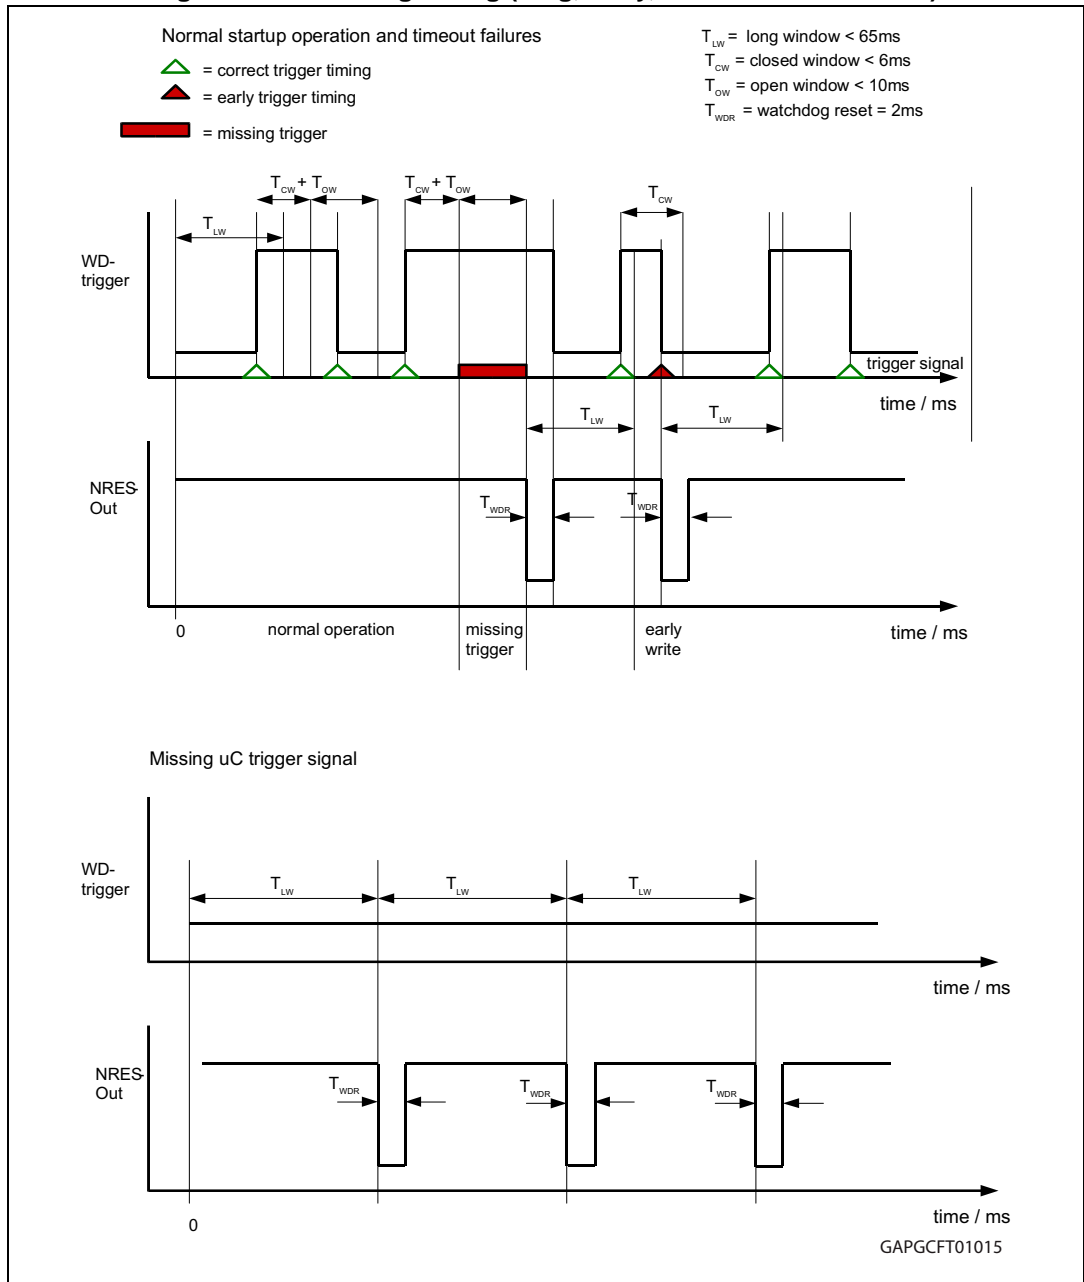 Normal startup operation and timeout failures
= correct trigger timing
= early trigger timing
= missing trigger
TLW = long window < 65ms
TCW = closed window < 6ms
TOW = open window < 10ms
TWDR = watchdog reset = 2ms
TCW + TOW
TCW + TOW
TCW
TLW
WD-
trigger
trigger signal
time / ms
TLW
TLW
NRES-
Out
TWDR
TWDR
0
normal operation
missing
trigger
early
write
time / ms
Missing uC trigger signal
WD-
trigger
TLW
TLW
TLW
time / ms
NRES-
Out
TWDR
TWDR
TWDR
0
time / ms
GAPGCFT01015